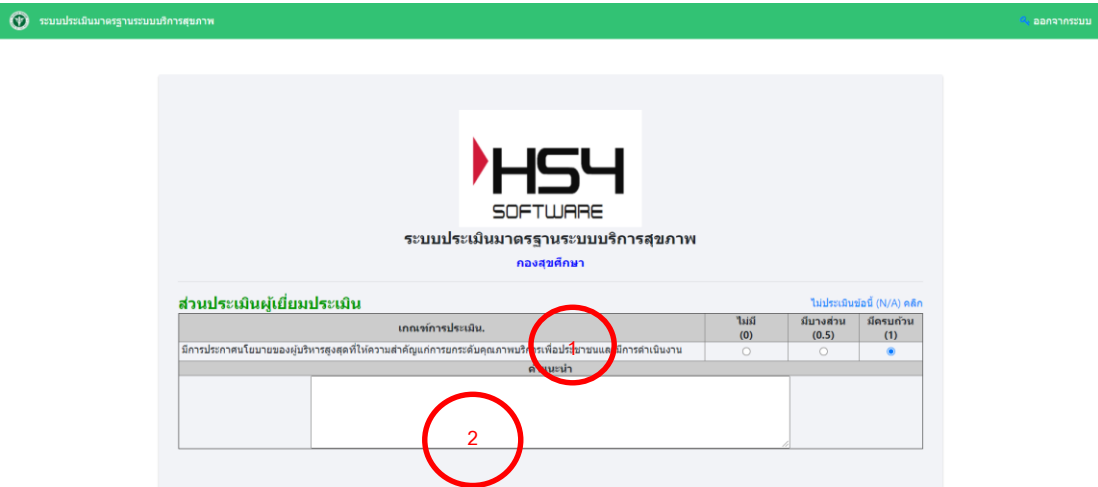 ระบบประเมินมาตรฐานระบบบริการสุขภาพ
ออกจากระบบ
HS4
SOFTWARE
ระบบประเมินมาตรฐานระบบบริการสุขภาพ
กองสุขศึกษา
ส่วนประเมินผู้เยี่ยมประเมิน
ไม่ประเมินข้อนี้ (N/A) คลิก
เกณฑ์การประเมิน. ไม่มี มีบางส่วน มีครบถ้วน
(0) (0.5) (1)
มีการประกาศนโยบายของผู้บริหารสูงสุดที่ให้ความสำคัญแก่การยกระดับคุณภาพบริการเพื่อประชาชนและมีการดำเนินงาน
1
คำแนะนำ
2